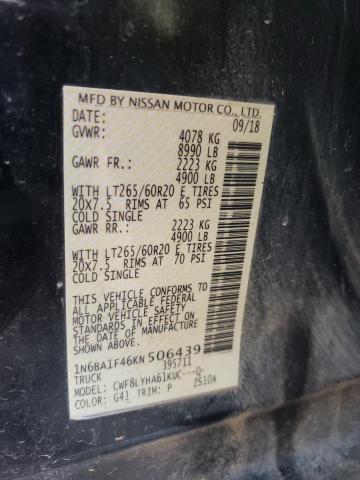 MFD BY NISSAN MOTOR CO., LTD.
DATE: 09/18
GVWR: 4078 KG
8990 LB
GAWR FR.: 2223 KG
4900 LB
WITH LT265/60R20 E TIRES
20X7.5 RIMS AT 65 PSI
COLD SINGLE
GAWR RR.: 2223 KG
4900 LB
WITH LT265/60R20 E TIRES
20X7.5 RIMS AT 70 PSI
COLD SINGLE
THIS VEHICLE CONFORMS TO
ALL APPLICABLE FEDERAL
MOTOR VEHICLE SAFETY
STANDARDS IN EFFECT ON THE
DATE OF MANUFACTURE
SHOWN ABOVE.
1N6BA1F46KN506439
TRUCK 395711
CWF8LYHA61KUC---Q-
COLOR: G41 TRIM: P 2S10A